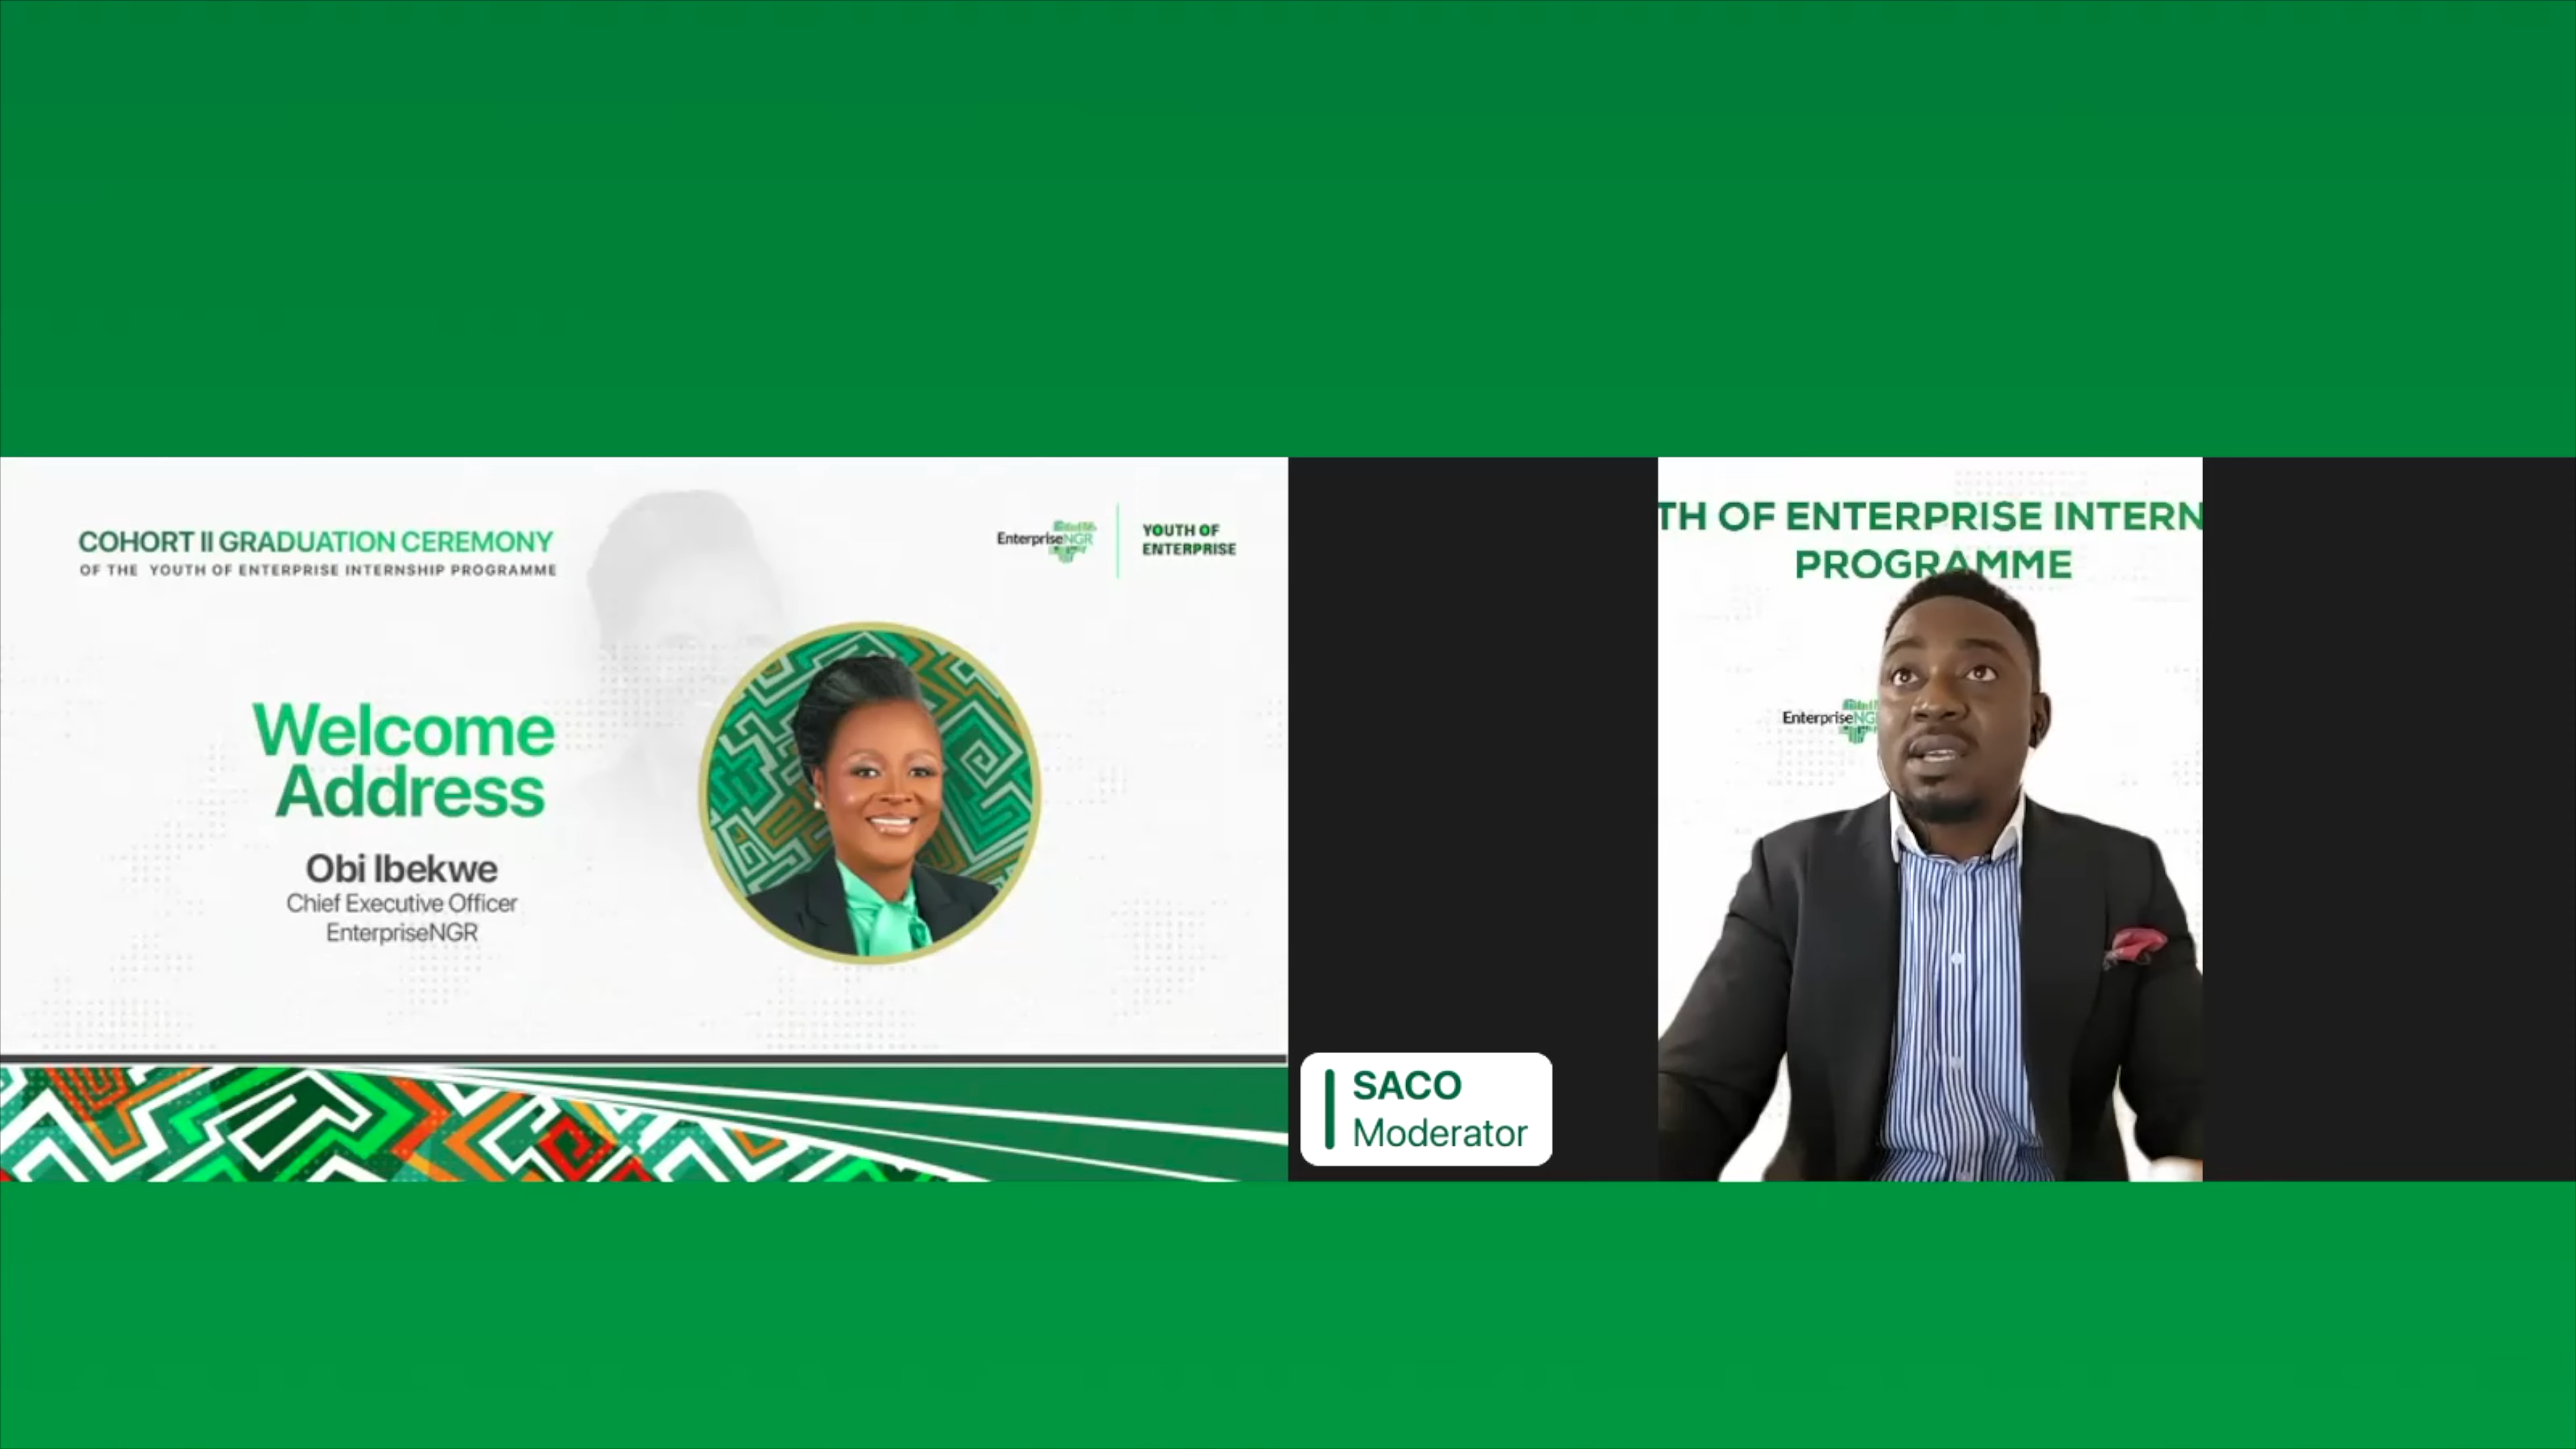 COHORT II GRADUATION CEREMONY
OF THE YOUTH OF ENTERPRISE INTERNSHIP PROGRAMME
EnterpriseNGR
YOUTH OF
ENTERPRISE
Welcome
Address
Obi Ibekwe
Chief Executive Officer
EnterpriseNGR
TH OF ENTERPRISE INTERN
PROGRAMME
EnterpriseNG
SACO
Moderator